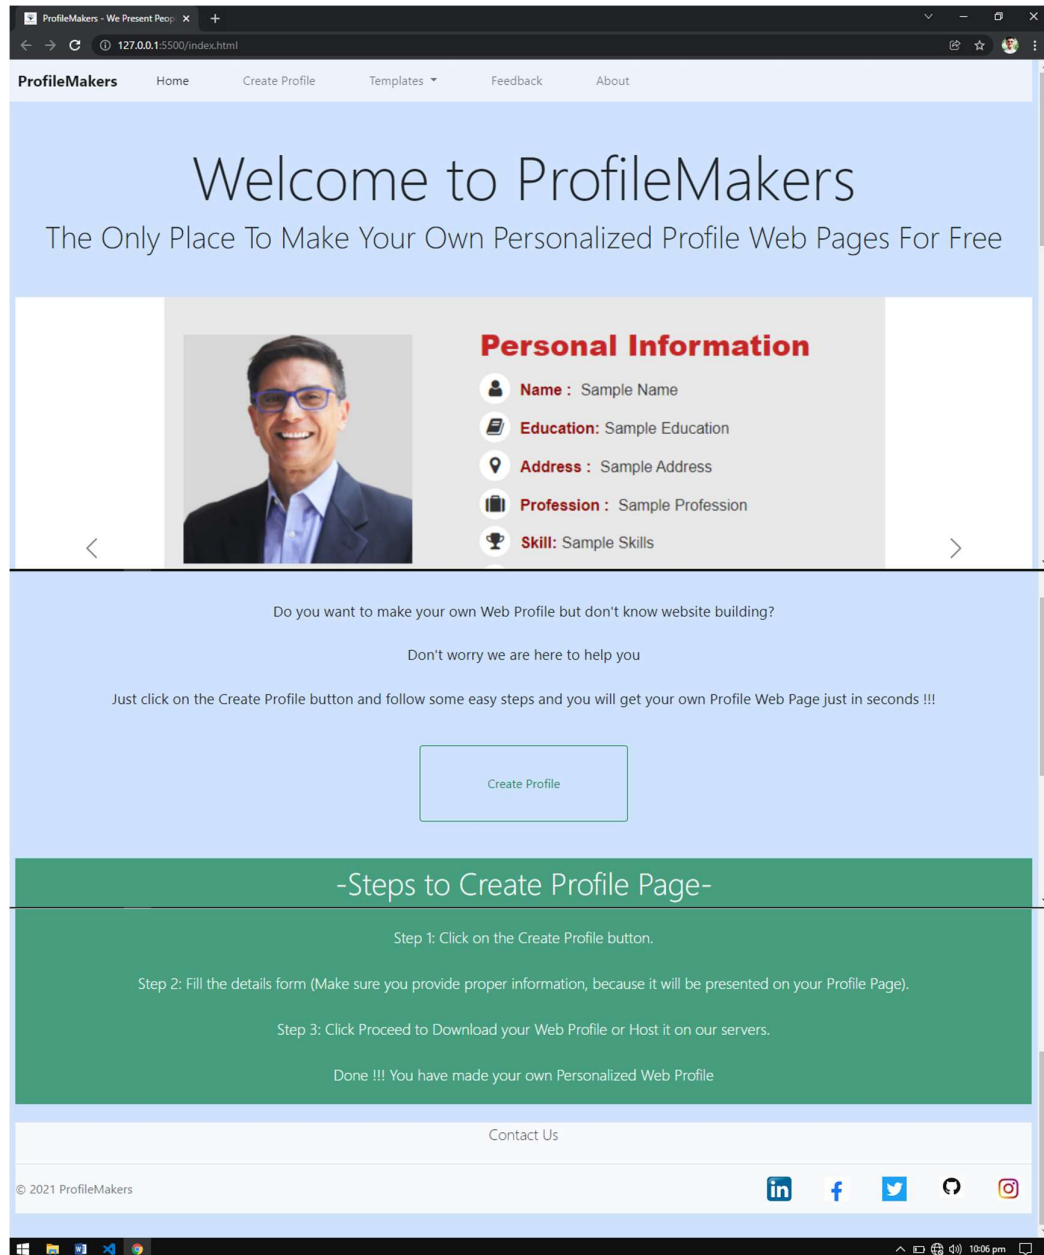 ProfileMakers - We Present Peop
127.0.0.1:5500/index.html
ProfileMakers Home Create Profile Templates Feedback About
Welcome to ProfileMakers
The Only Place To Make Your Own Personalized Profile Web Pages For Free
Personal Information
Name : Sample Name
Education: Sample Education
Address : Sample Address
Profession : Sample Profession
Skill: Sample Skills
Do you want to make your own Web Profile but don't know website building?
Don't worry we are here to help you
Just click on the Create Profile button and follow some easy steps and you will get your own Profile Web Page just in seconds !!!
Create Profile
-Steps to Create Profile Page-
Step 1: Click on the Create Profile button.
Step 2: Fill the details form (Make sure you provide proper information, because it will be presented on your Profile Page).
Step 3: Click Proceed to Download your Web Profile or Host it on our servers.
Done !!! You have made your own Personalized Web Profile
Contact Us
© 2021 ProfileMakers
10:06 pm